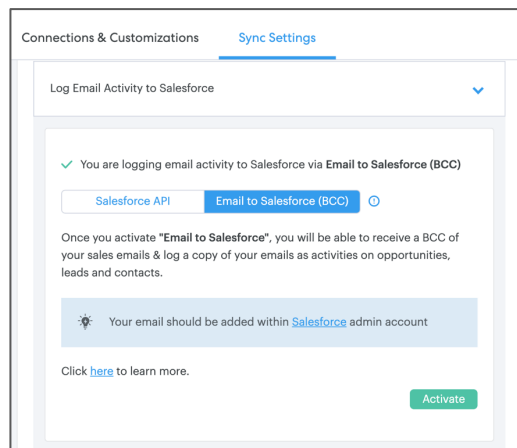 Connections & Customizations Sync Settings
Log Email Activity to Salesforce
You are logging email activity to Salesforce via Email to Salesforce (BCC)
Salesforce API Email to Salesforce (BCC)
Once you activate "Email to Salesforce", you will be able to receive a BCC of
your sales emails & log a copy of your emails as activities on opportunities,
leads and contacts.
Your email should be added within Salesforce admin account
Click here to learn more.
Activate